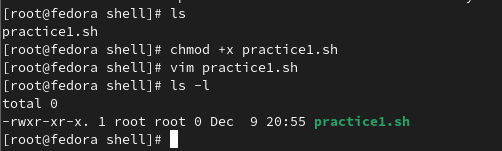 [root@fedora shell]# ls
practice1.sh
[root@fedora shell]# chmod +x practice1.sh
[root@fedora shell]# vim practice1.sh
[root@fedora shell]# ls -l
total 0
-rwxr-xr-x. 1 root root 0 Dec  9 20:55 practice1.sh
[root@fedora shell]#